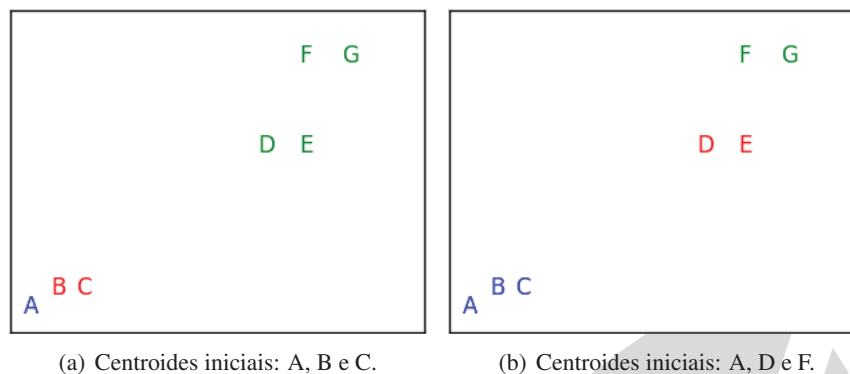 F G
D E
B C
A
F G
D E
B C
A
(a) Centroides iniciais: A, B e C.
(b) Centroides iniciais: A, D e F.